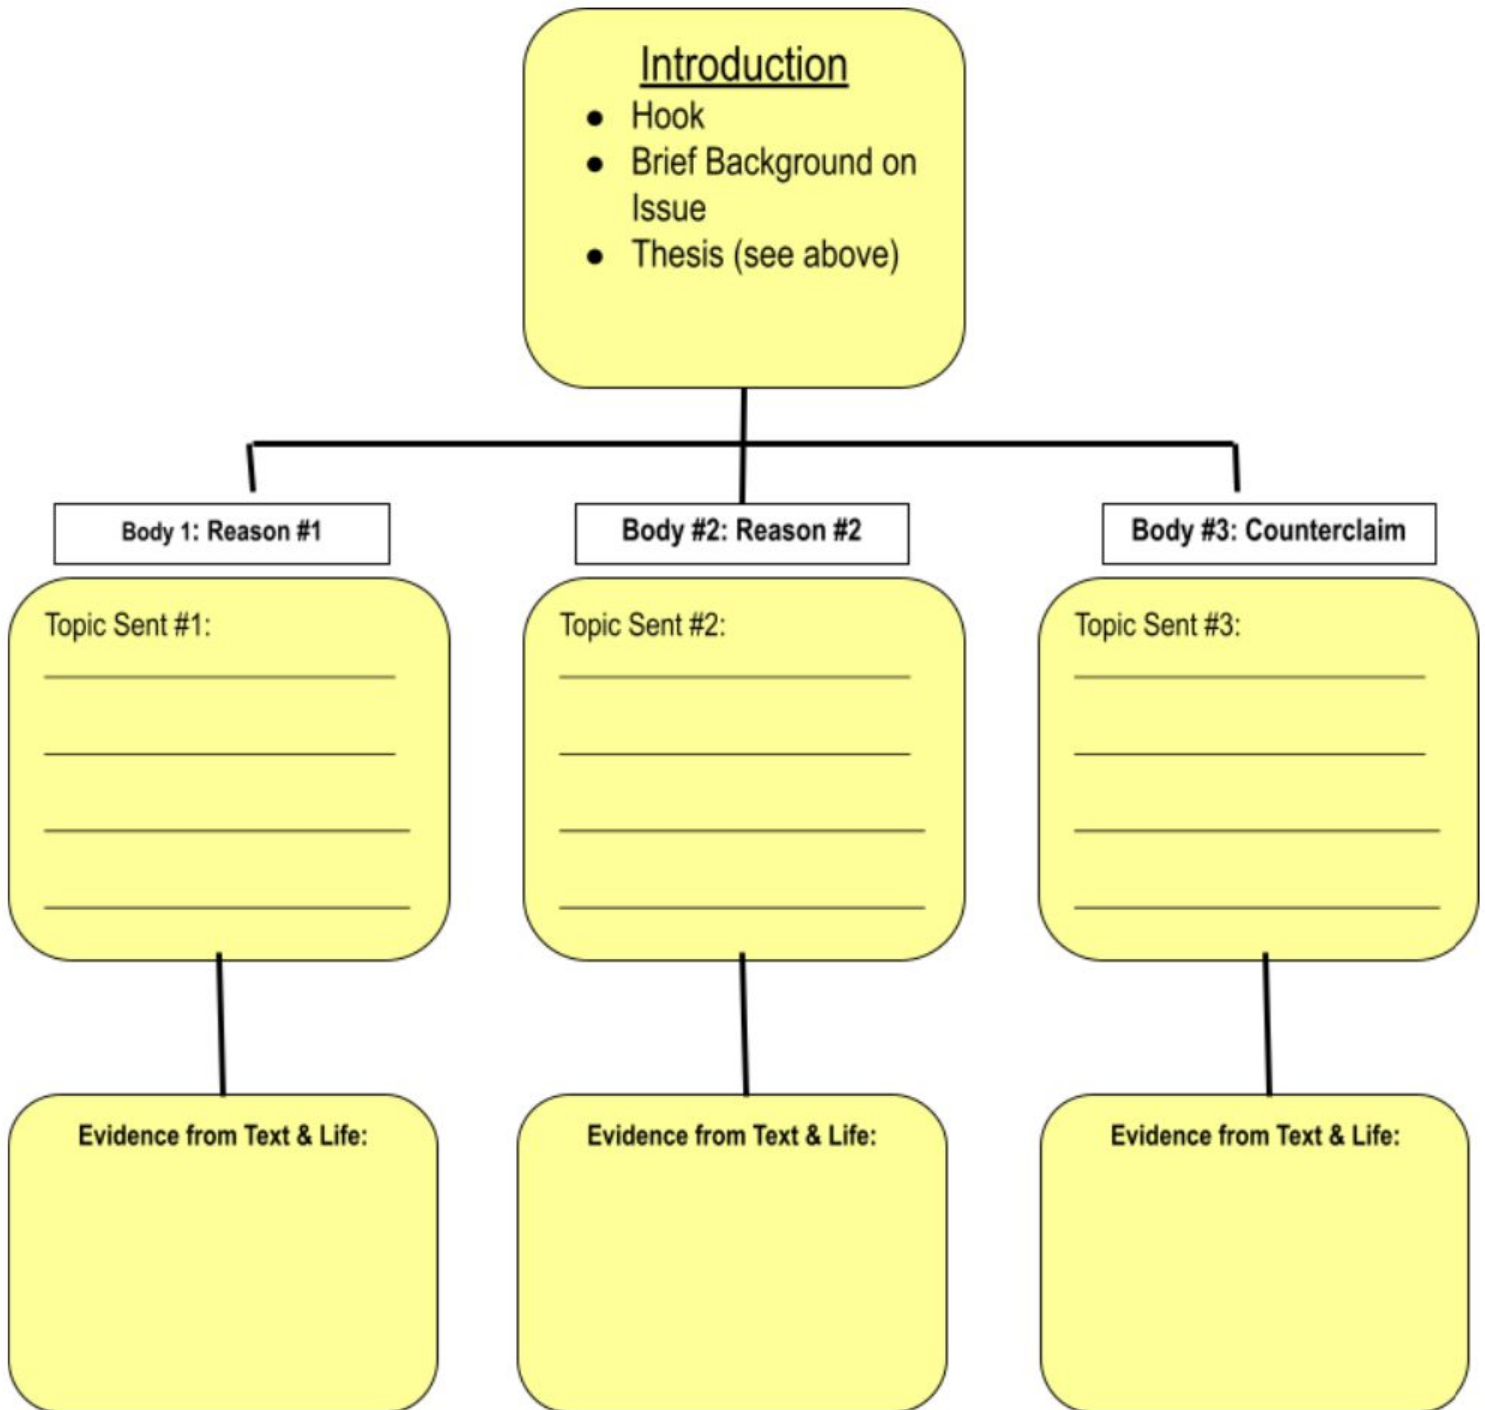 Introduction
● Hook
● Brief Background on
Issue
● Thesis (see above)
Body 1: Reason #1
Body #2: Reason #2
Body #3: Counterclaim
Topic Sent #1:
Topic Sent #2:
Topic Sent #3:
Evidence from Text & Life:
Evidence from Text & Life:
Evidence from Text & Life: